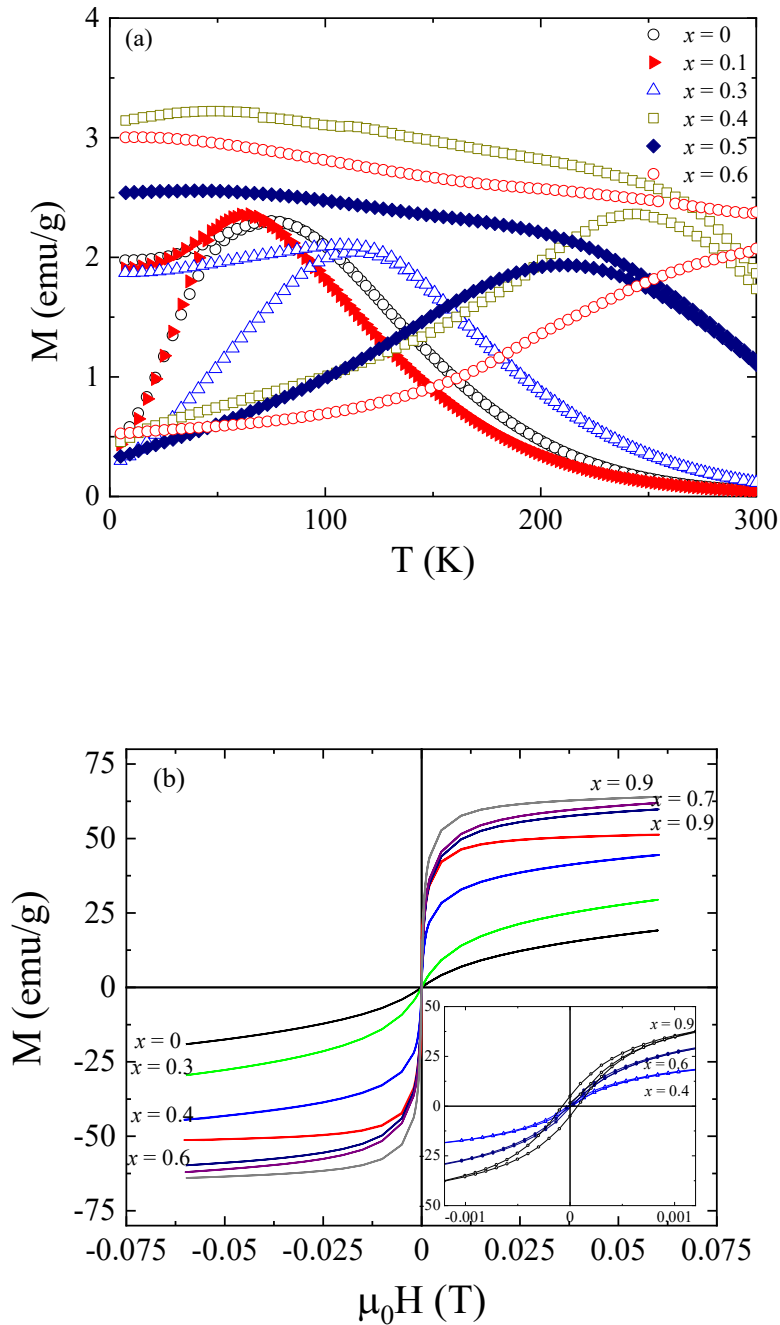 (a)
x = 0
x = 0.1
x = 0.3
x = 0.4
x = 0.5
x = 0.6
4
3
2
1
0
M (emu/g)
0 100 200 300
T (K)
(b)
x = 0.9
x = 0.7
x = 0.9
75
50
25
0
-25
-50
-75
M (emu/g)
x = 0
x = 0.3
x = 0.4
x = 0.6
50
25
0
-25
-50
x = 0.9
x = 0.6
x = 0.4
-0.001 0 0.001
-0.075 -0.050 -0.025 0 0.025 0.050 0.075
μ₀H (T)